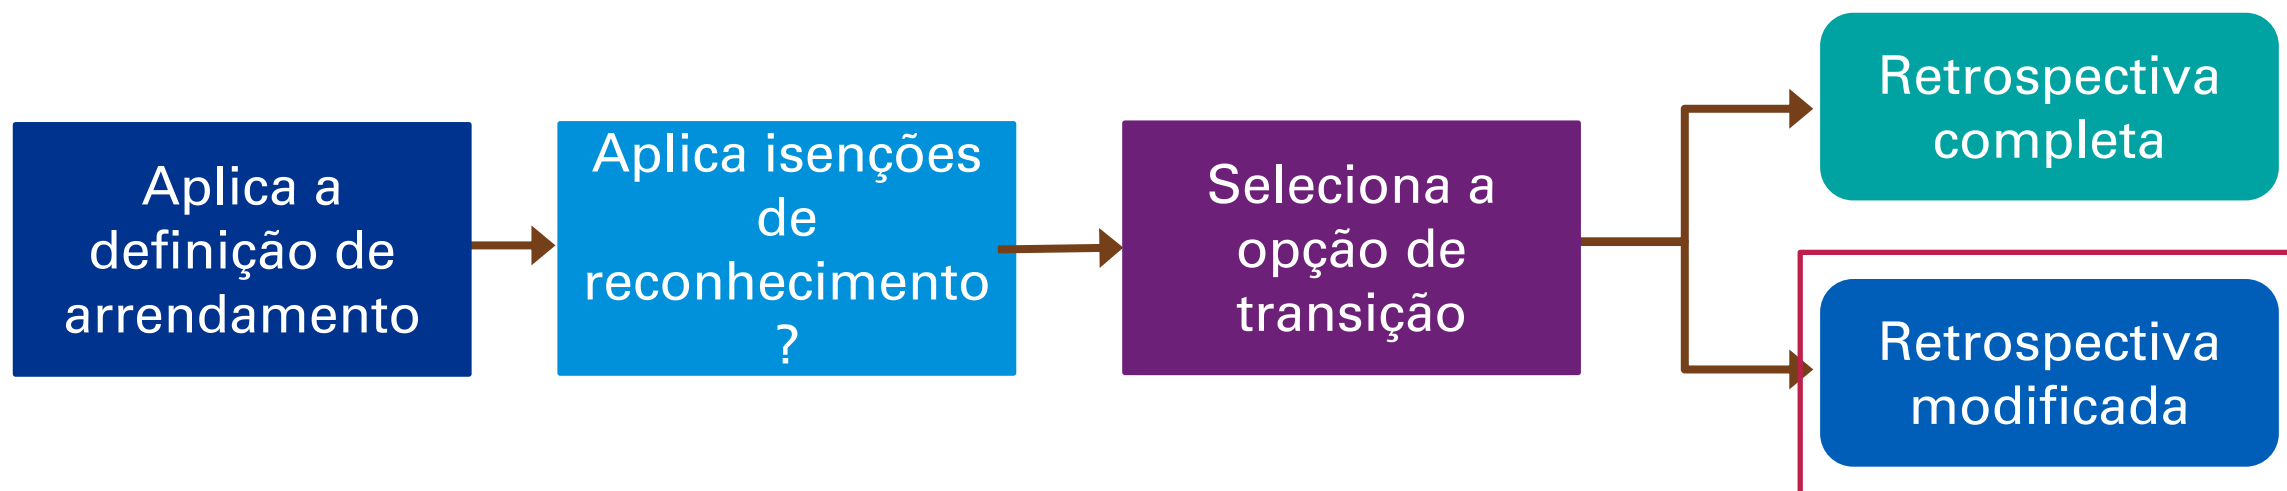 Aplica a
definição de
arrendamento
Aplica isenções
de
reconhecimento
?
Seleciona a
opção de
transição
Retrospectiva
completa
Retrospectiva
modificada